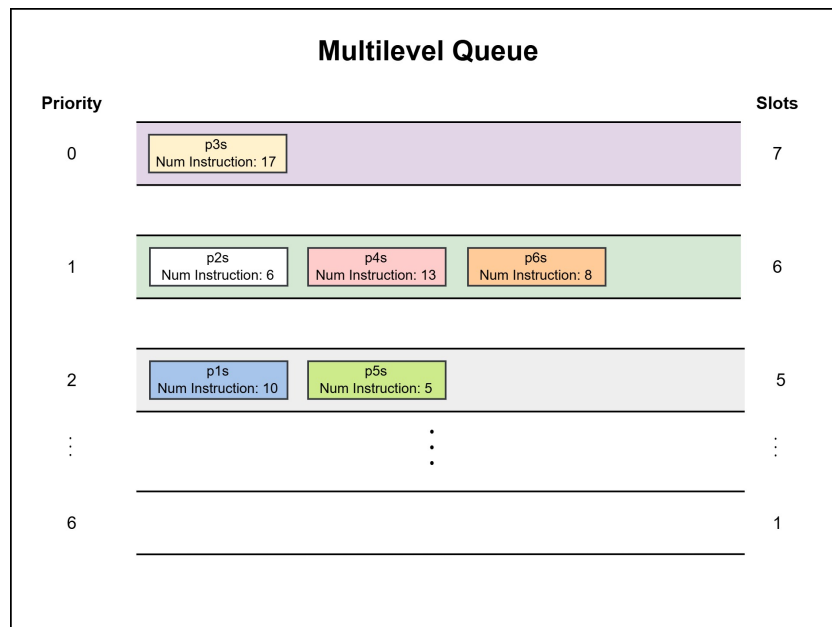 Multilevel Queue
Priority
Slots
0
p3s
Num Instruction: 17
7
1
p2s
Num Instruction: 6
p4s
Num Instruction: 13
p6s
Num Instruction: 8
6
2
p1s
Num Instruction: 10
p5s
Num Instruction: 5
5
6
1